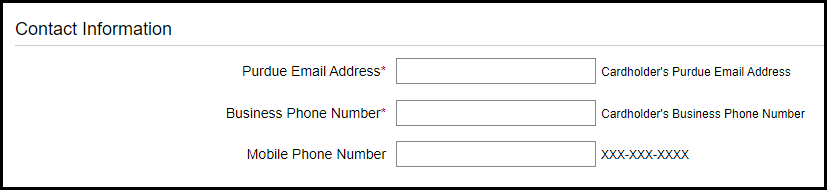 Contact Information
Purdue Email Address* Cardholder's Purdue Email Address
Business Phone Number* Cardholder's Business Phone Number
Mobile Phone Number XXX-XXX-XXXX